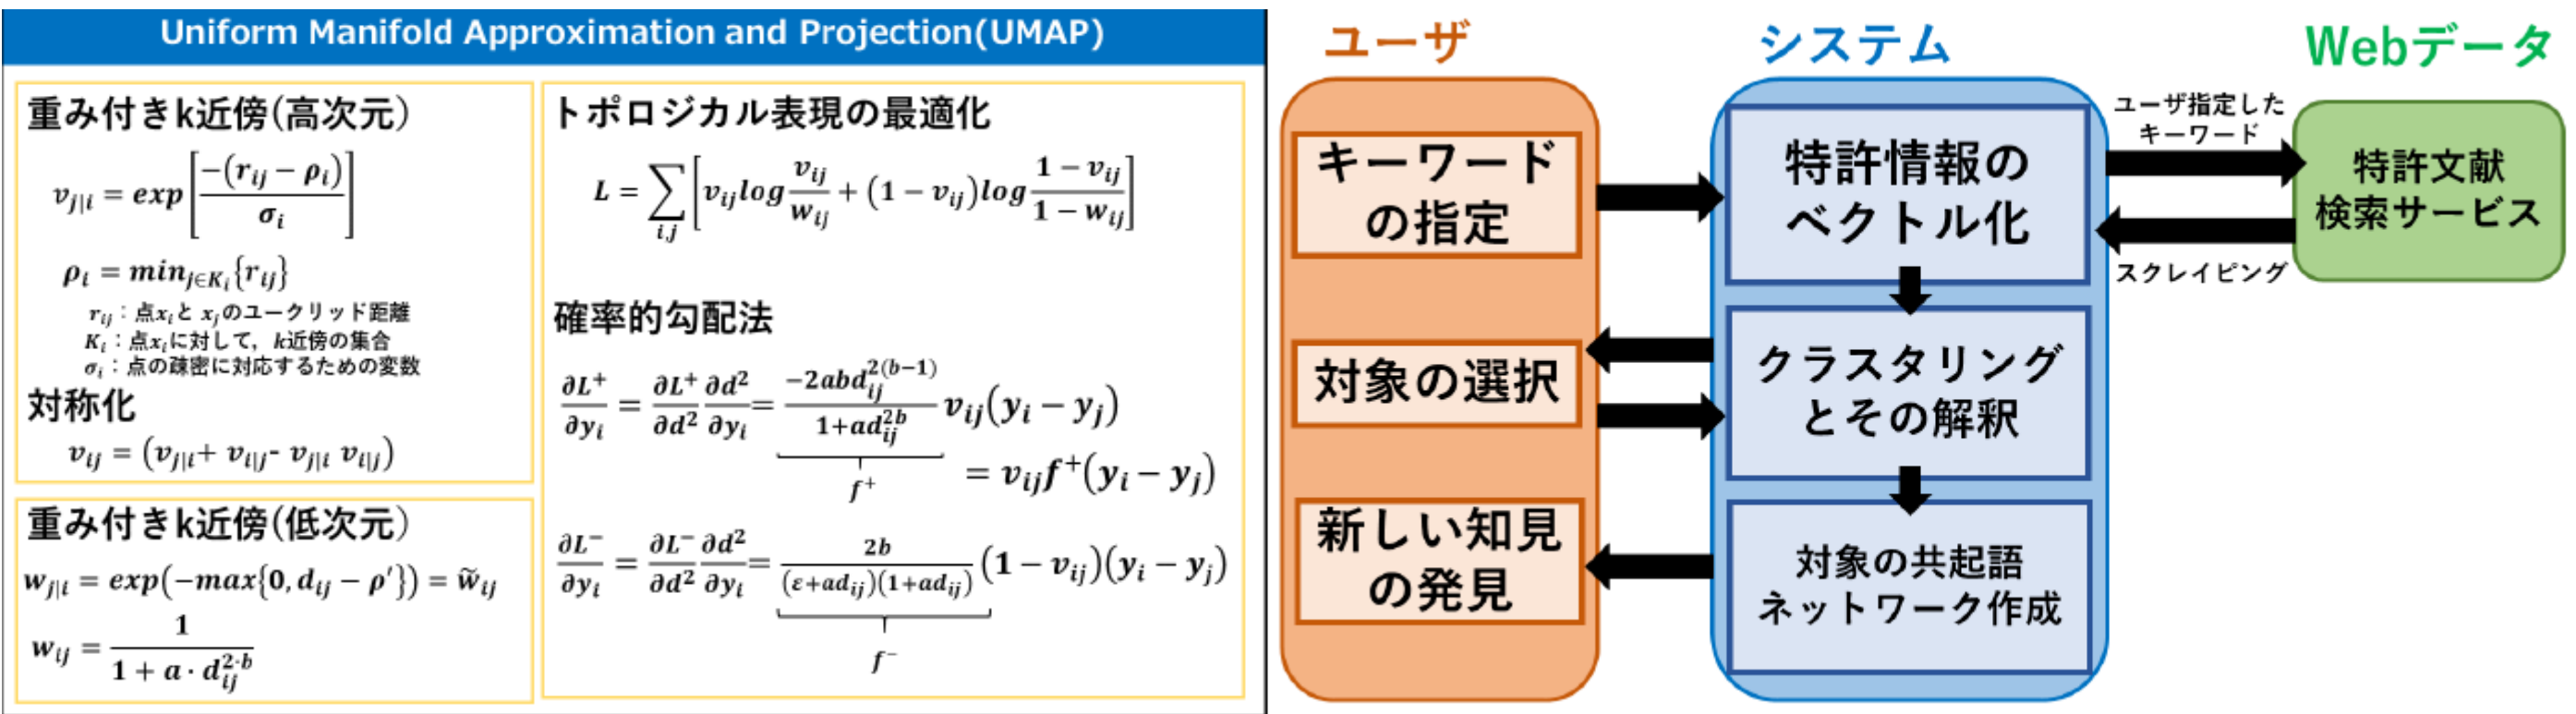 Uniform Manifold Approximation and Projection(UMAP)
重み付きk近傍(高次元)
v_{j|i} = exp[−(r_{ij} − ρ_i) / σ_i]
ρ_i = min_{j∈K_i}{r_{ij}}
r_{ij}：点x_iと x_jのユークリッド距離
K_i：点x_iに対して，k近傍の集合
σ_i：点の疎密に対応するための変数
対称化
v_{ij} = (v_{j|i}+ v_{i|j}- v_{j|i} v_{i|j})
重み付きk近傍(低次元)
w_{j|i} = exp(−max{0, d_{ij} − ρ′}) = w̃_{ij}
w_{ij} = 1 / (1 + a · d_{ij}^{2·b})
トポロジカル表現の最適化
L = ∑_{i,j} [v_{ij} log (v_{ij} / w_{ij}) + (1 − v_{ij}) log ((1 − v_{ij}) / (1 − w_{ij}))]
確率的勾配法
∂L⁺/∂y_i = ∂L⁺/∂d² ∂d²/∂y_i = (−2abd_{ij}^{2(b−1)} / (1+ad_{ij}^{2b})) v_{ij}(y_i − y_j)
f⁺
= v_{ij}f⁺(y_i − y_j)
∂L⁻/∂y_i = ∂L⁻/∂d² ∂d²/∂y_i = (2b / ((ε+ad_{ij})(1+ad_{ij}))) (1 − v_{ij})(y_i − y_j)
f⁻
ユーザ
キーワード
の指定
対象の選択
新しい知見
の発見
システム
特許情報の
ベクトル化
クラスタリング
とその解釈
対象の共起語
ネットワーク作成
Webデータ
ユーザ指定した
キーワード
スクレイピング
特許文献
検索サービス